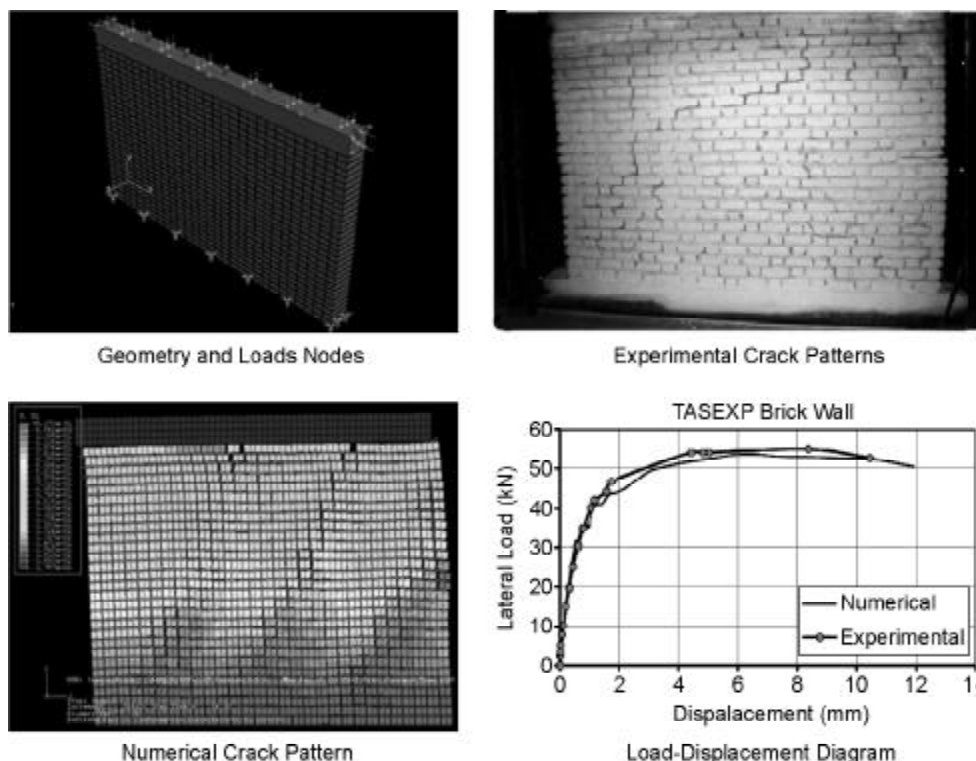 Geometry and Loads Nodes
Experimental Crack Patterns
TASEXP Brick Wall
60
50
40
30
20
10
0
Lateral Load (kN)
Numerical
Experimental
0 2 4 6 8 10 12 14
Dispalacement (mm)
Numerical Crack Pattern
Load-Displacement Diagram